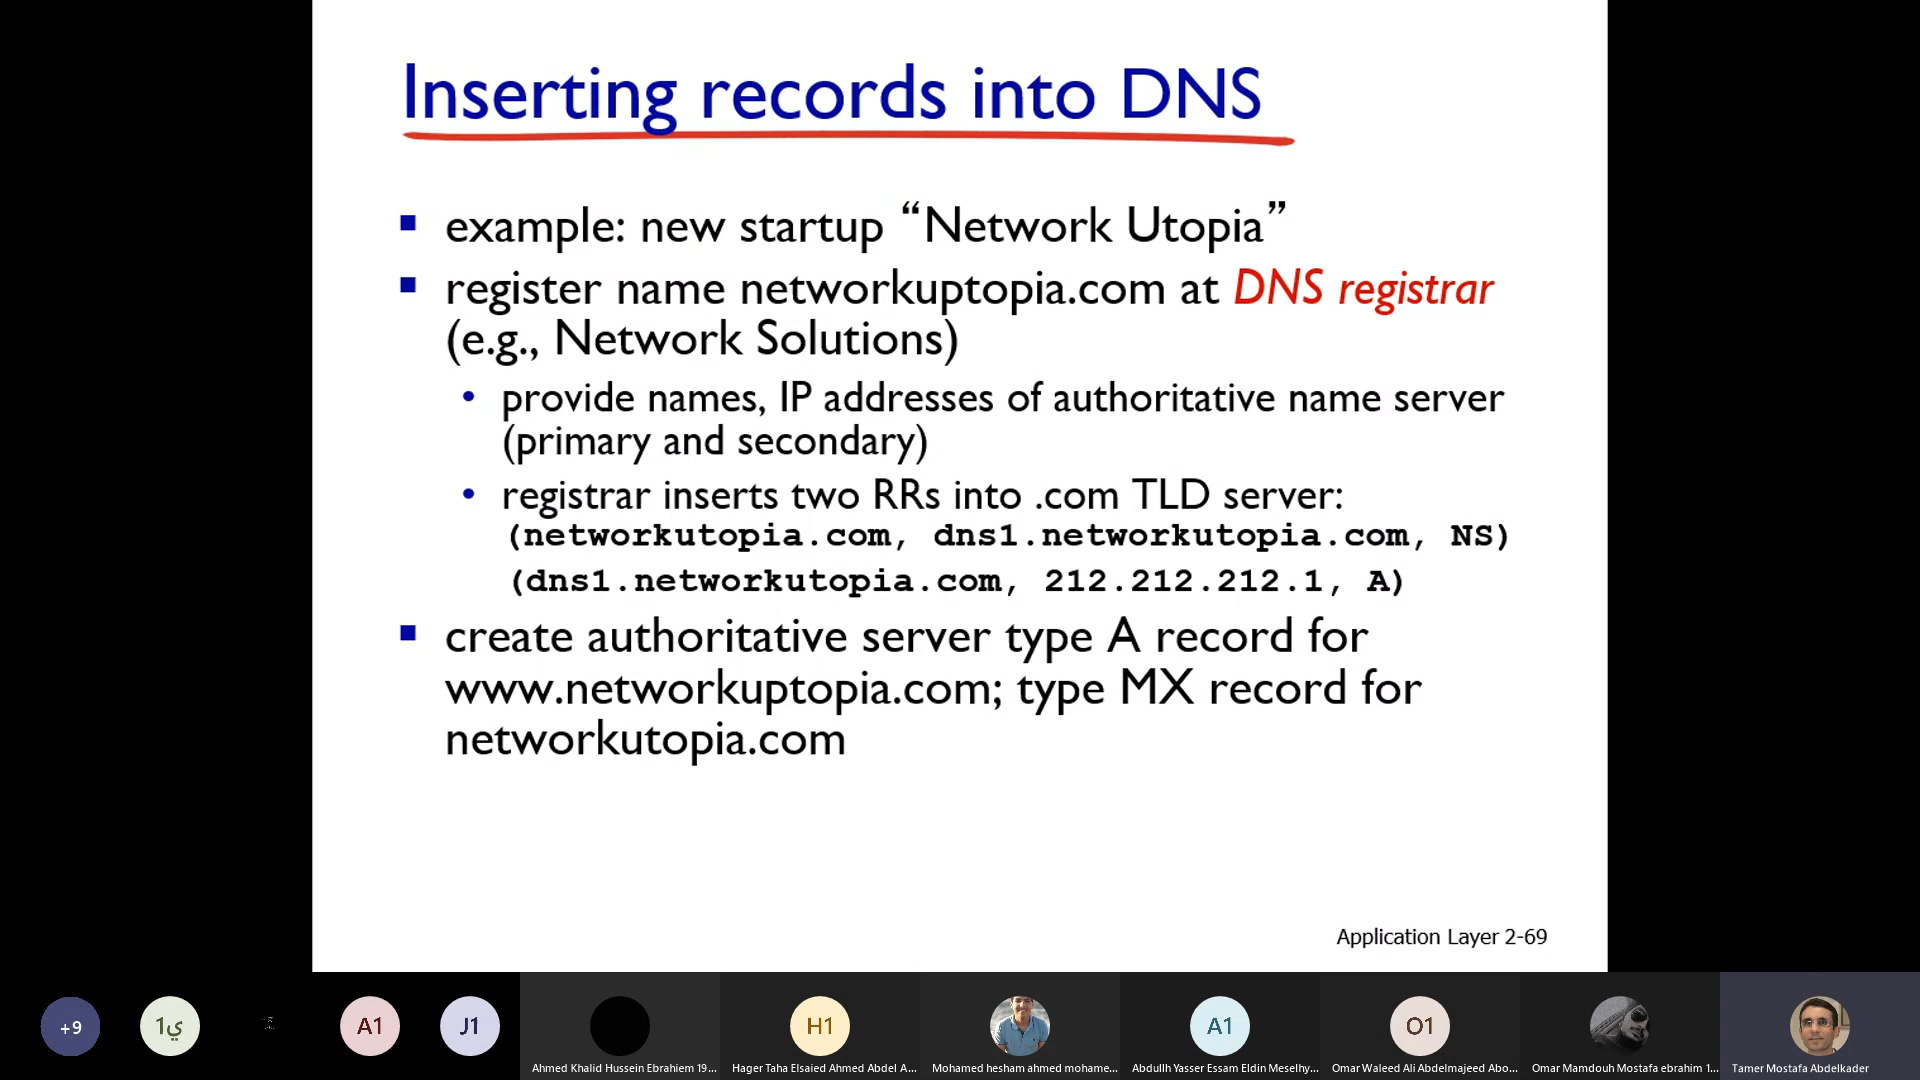 Inserting records into DNS
example: new startup “Network Utopia”
register name networkuptopia.com at DNS registrar
(e.g., Network Solutions)
provide names, IP addresses of authoritative name server
(primary and secondary)
registrar inserts two RRs into .com TLD server:
(networkutopia.com, dns1.networkutopia.com, NS)
(dns1.networkutopia.com, 212.212.212.1, A)
create authoritative server type A record for
www.networkuptopia.com; type MX record for
networkutopia.com
Application Layer 2-69
+9
ي1
A1
J1
H1
A1
O1
Ahmed Khalid Hussein Ebrahiem 19...
Hager Taha Elsaied Ahmed Abdel A...
Mohamed hesham ahmed mohame...
Abdullh Yasser Essam Eldin Meselhy...
Omar Waleed Ali Abdelmajeed Abo...
Omar Mamdouh Mostafa ebrahim 1...
Tamer Mostafa Abdelkader